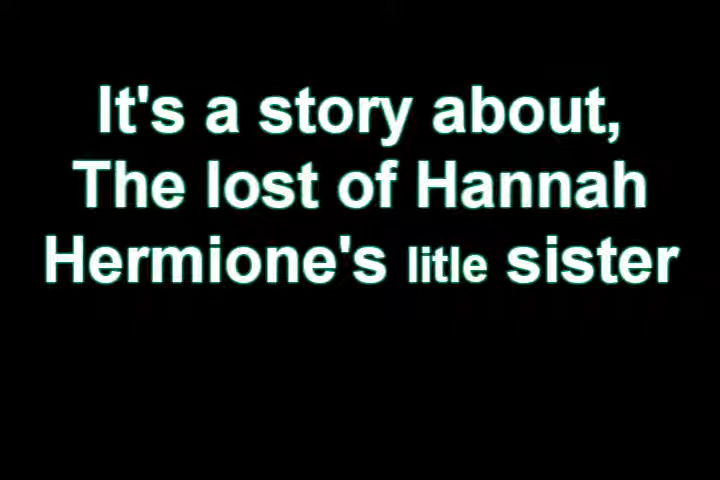 It's a story about,
The lost of Hannah
Hermione's litle sister